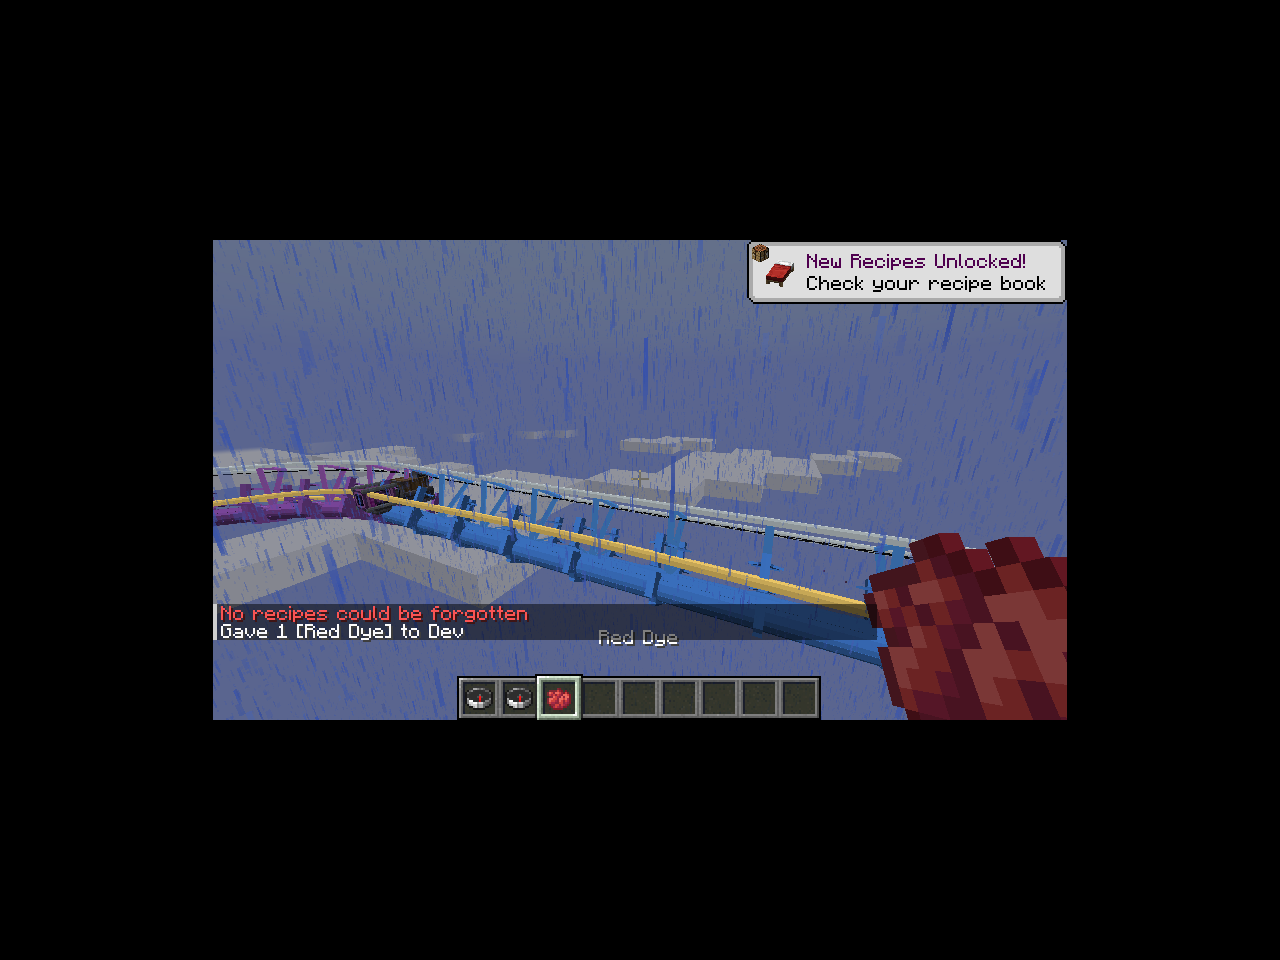 New Recipes Unlocked!
Check your recipe book
No recipes could be forgotten
Gave 1 [Red Dye] to Dev
Red Dye